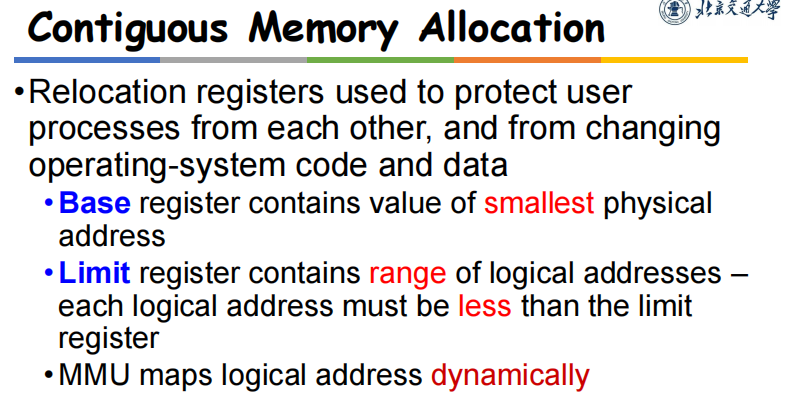 北京交通大学
Contiguous Memory Allocation
•Relocation registers used to protect user
processes from each other, and from changing
operating-system code and data
•Base register contains value of smallest physical
address
•Limit register contains range of logical addresses –
each logical address must be less than the limit
register
•MMU maps logical address dynamically